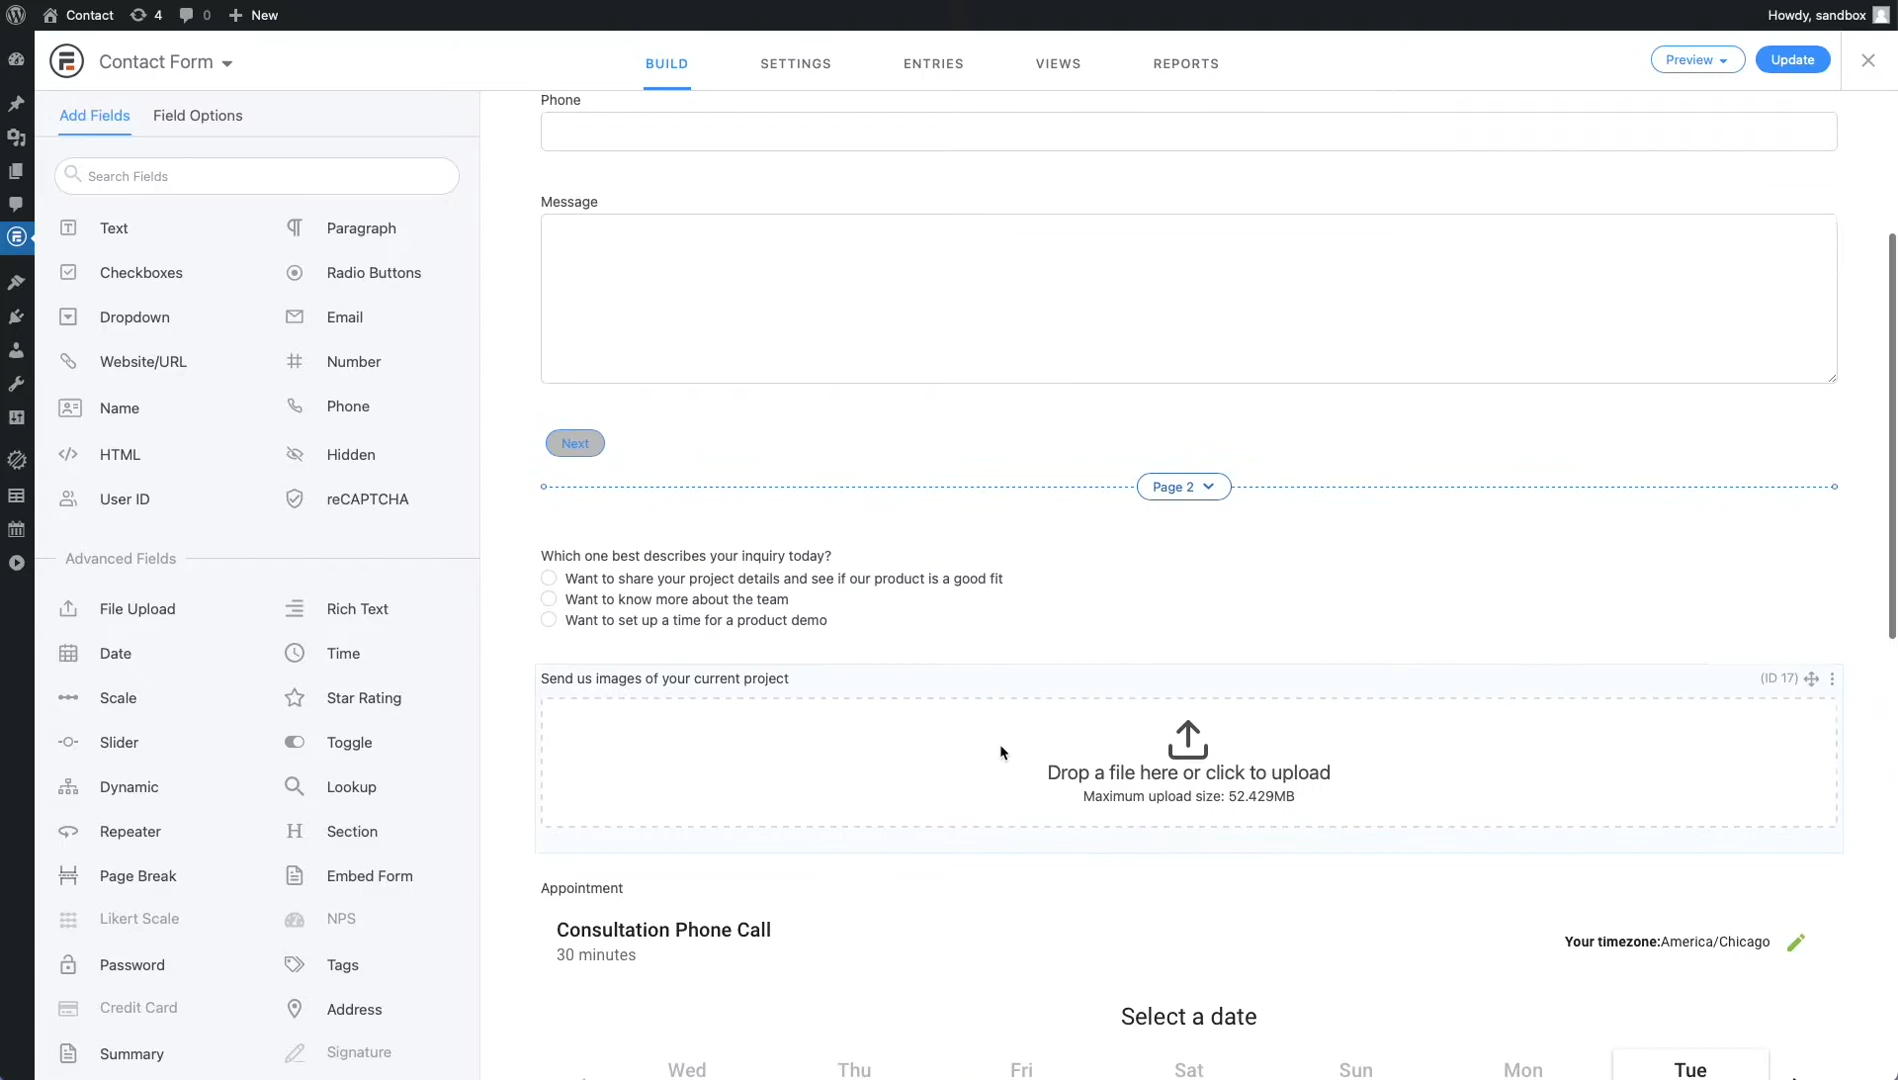 Contact 4 0 New
Howdy, sandbox
Contact Form
BUILD SETTINGS ENTRIES VIEWS REPORTS
Preview
Update
Add Fields Field Options
Search Fields
Text Paragraph
Checkboxes Radio Buttons
Dropdown Email
Website/URL Number
Name Phone
HTML Hidden
User ID reCAPTCHA
Advanced Fields
File Upload Rich Text
Date Time
Scale Star Rating
Slider Toggle
Dynamic Lookup
Repeater Section
Page Break Embed Form
Likert Scale NPS
Password Tags
Credit Card Address
Summary Signature
Phone
Message
Next
Page 2
Which one best describes your inquiry today?
Want to share your project details and see if our product is a good fit
Want to know more about the team
Want to set up a time for a product demo
Send us images of your current project
(ID 17)
Drop a file here or click to upload
Maximum upload size: 52.429MB
Appointment
Consultation Phone Call
30 minutes
Your timezone:America/Chicago
Select a date
Wed Thu Fri Sat Sun Mon Tue